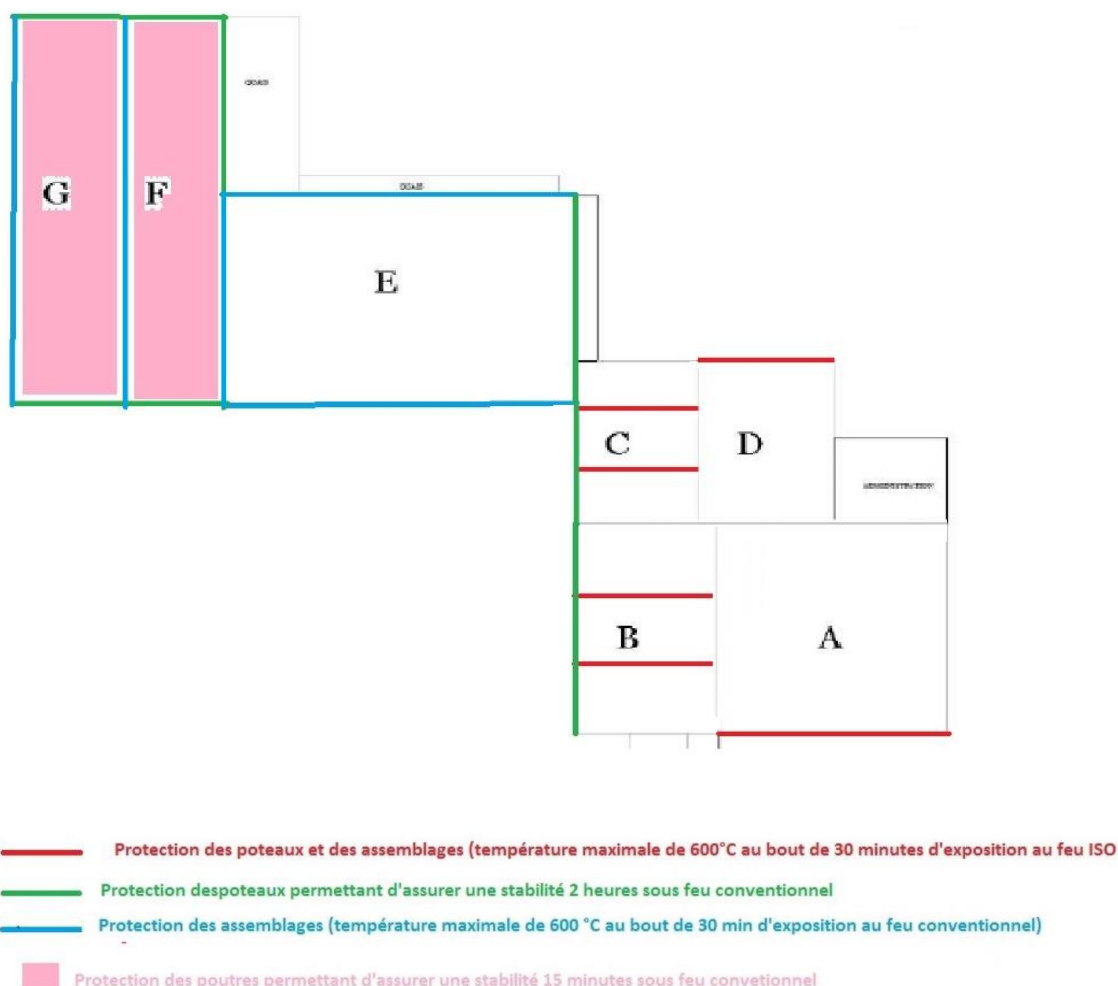 QUAIS
G
F
QUAIS
E
C
D
ADMINISTRATION
B
A
Protection des poteaux et des assemblages (température maximale de 600°C au bout de 30 minutes d'exposition au feu ISO
Protection despoteaux permettant d'assurer une stabilité 2 heures sous feu conventionnel
Protection des assemblages (température maximale de 600 °C au bout de 30 min d'exposition au feu conventionnel)
Protection des poutres permettant d'assurer une stabilité 15 minutes sous feu convetionnel